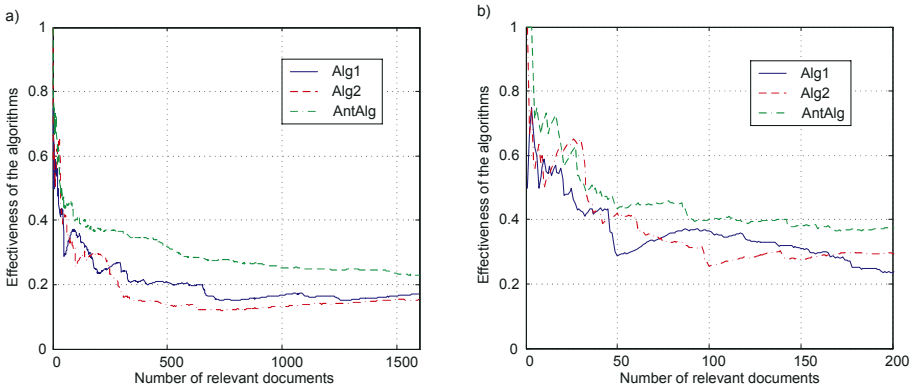 a)
Effectiveness of the algorithms
1
0.8
0.6
0.4
0.2
0
Alg1
Alg2
AntAlg
0 500 1000 1500
Number of relevant documents
b)
Effectiveness of the algorithms
1
0.8
0.6
0.4
0.2
0
Alg1
Alg2
AntAlg
0 50 100 150 200
Number of relevant documents